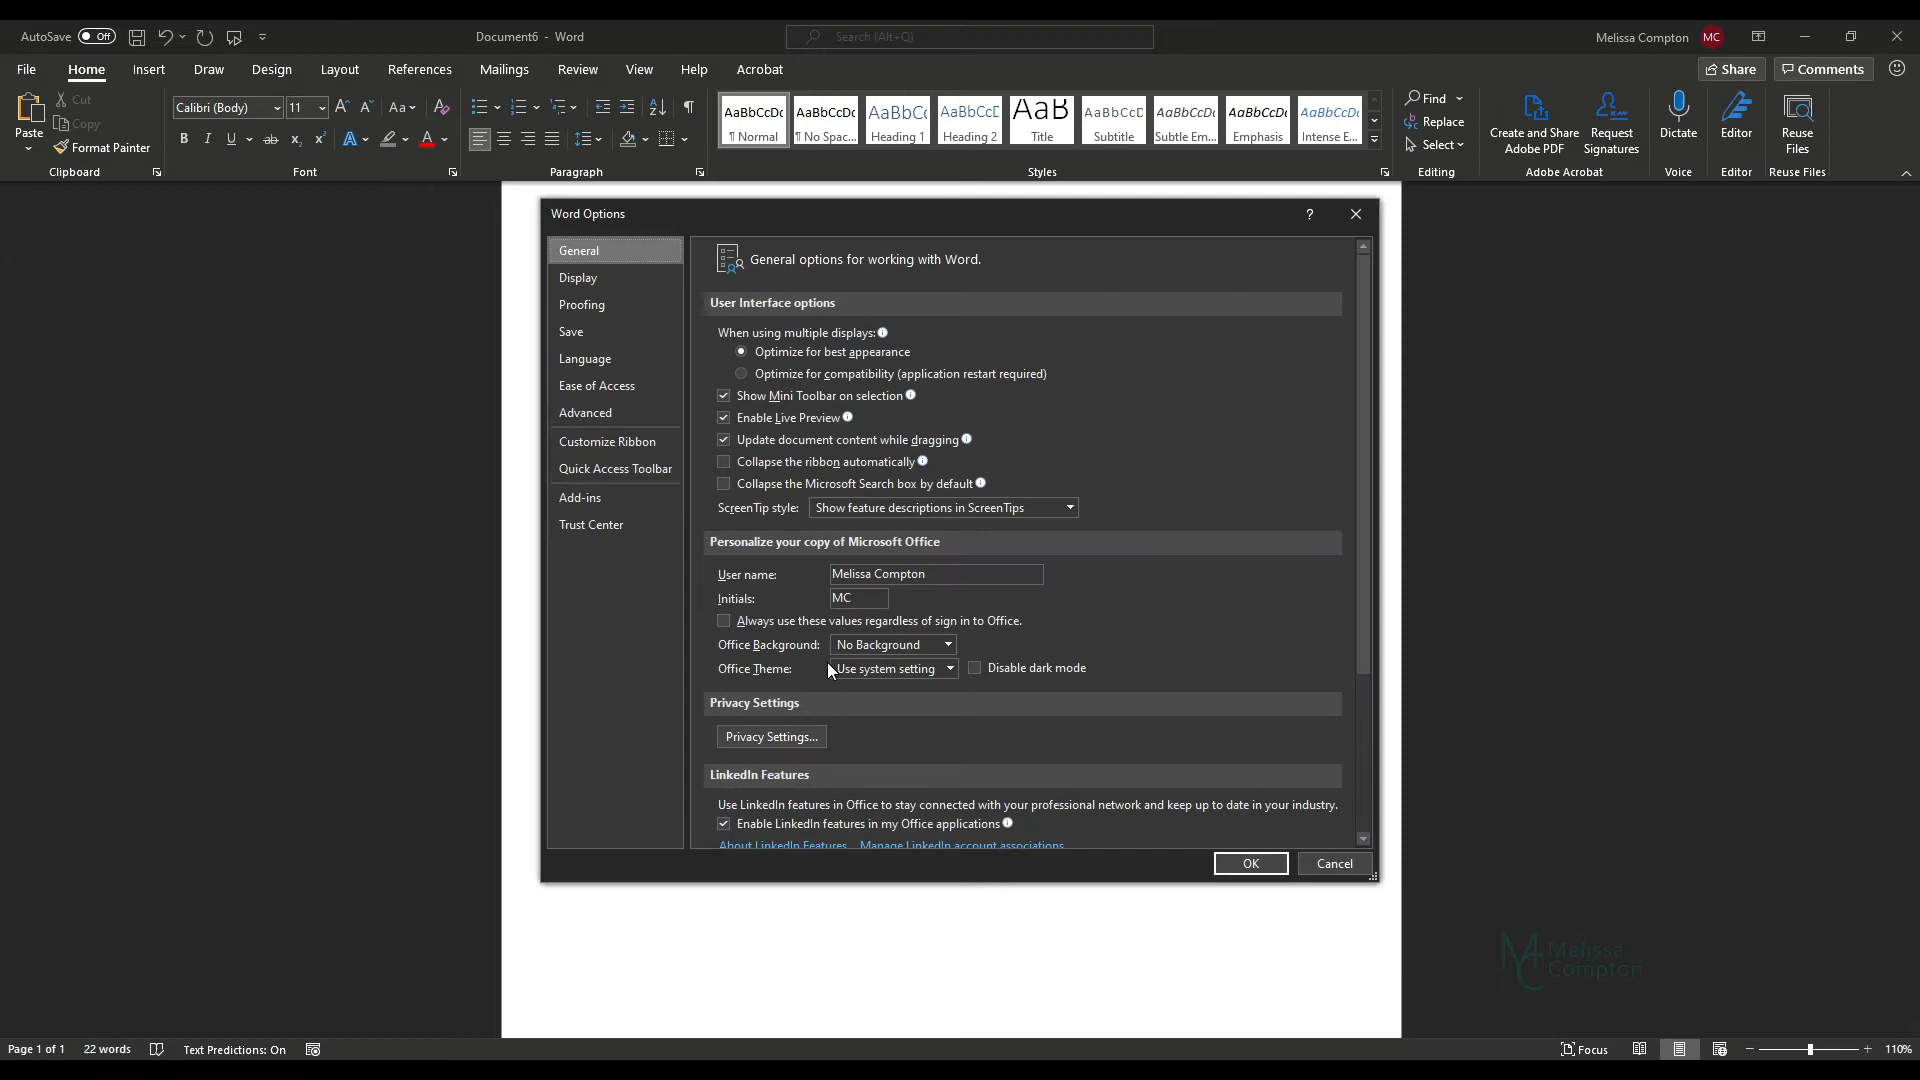 AutoSave Off Document6 - Word Search (Alt+Q) Melissa Compton MC
File Home Insert Draw Design Layout References Mailings Review View Help Acrobat Share Comments
Paste
Cut
Copy
Format Painter
Clipboard
Calibri (Body) 11 Aa
B I U ab x₂ x² A A
Font
Paragraph
AaBbCcDc AaBbCcDc AaBbC AaBbCcD AaB AaBbCcD AaBbCcDc AaBbCcDc AaBbCcDc
¶ Normal ¶ No Spac... Heading 1 Heading 2 Title Subtitle Subtle Em... Emphasis Intense E...
Styles
Find
Replace
Select
Editing
Create and Share
Adobe PDF
Request
Signatures
Adobe Acrobat
Dictate
Voice
Editor
Editor
Reuse
Files
Reuse Files
Word Options ?
General
Display
Proofing
Save
Language
Ease of Access
Advanced
Customize Ribbon
Quick Access Toolbar
Add-ins
Trust Center
General options for working with Word.
User Interface options
When using multiple displays:
Optimize for best appearance
Optimize for compatibility (application restart required)
Show Mini Toolbar on selection
Enable Live Preview
Update document content while dragging
Collapse the ribbon automatically
Collapse the Microsoft Search box by default
ScreenTip style: Show feature descriptions in ScreenTips
Personalize your copy of Microsoft Office
User name: Melissa Compton
Initials: MC
Always use these values regardless of sign in to Office.
Office Background: No Background
Office Theme: Use system setting Disable dark mode
Privacy Settings
Privacy Settings...
LinkedIn Features
Use LinkedIn features in Office to stay connected with your professional network and keep up to date in your industry.
Enable LinkedIn features in my Office applications
About LinkedIn Features Manage LinkedIn account associations
OK Cancel
MC Melissa
Compton
Page 1 of 1 22 words Text Predictions: On Focus 110%